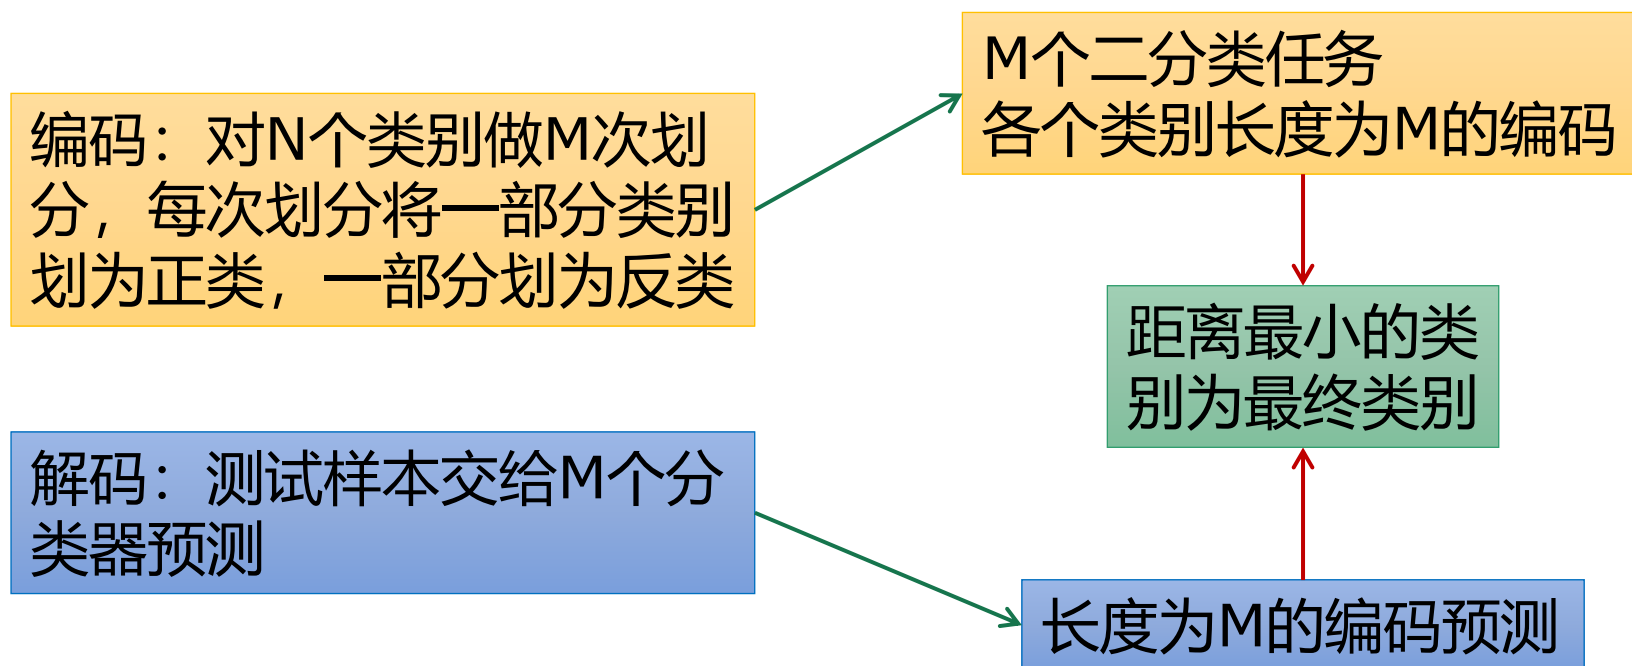 编码：对N个类别做M次划
分，每次划分将一部分类别
划为正类，一部分划为反类
M个二分类任务
各个类别长度为M的编码
距离最小的类
别为最终类别
解码：测试样本交给M个分
类器预测
长度为M的编码预测